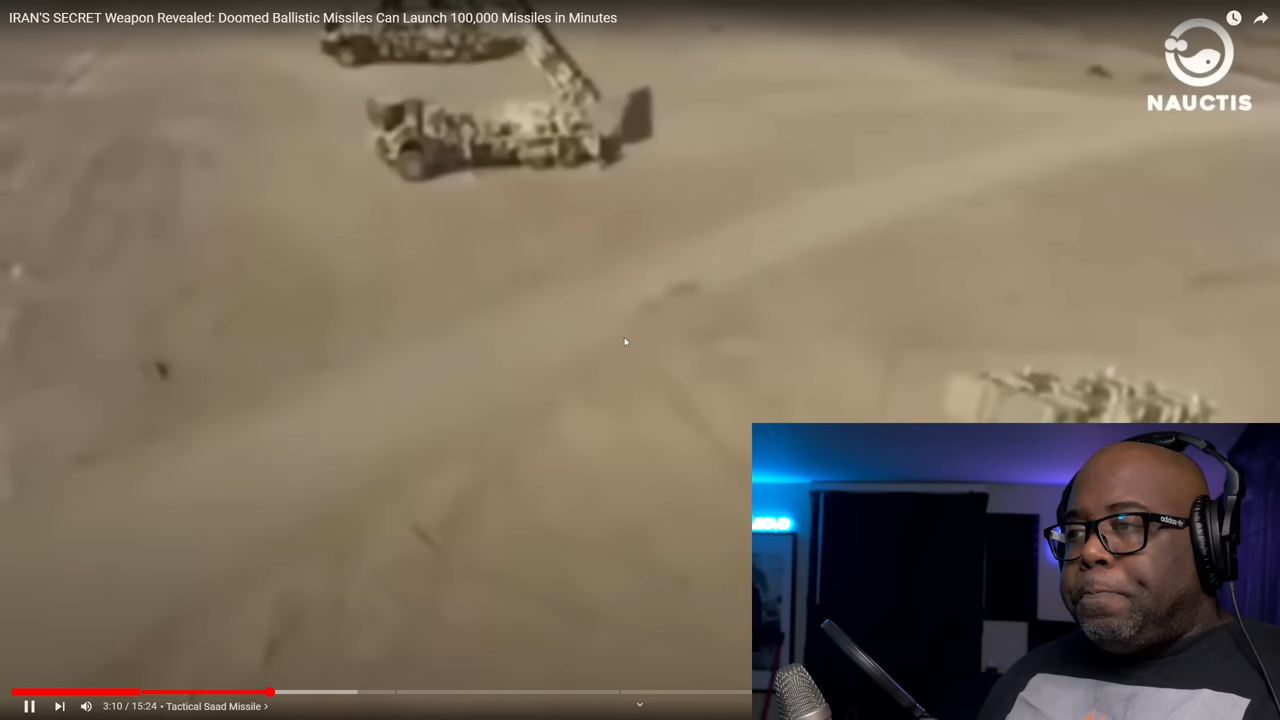 IRAN'S SECRET Weapon Revealed: Doomed Ballistic Missiles Can Launch 100,000 Missiles in Minutes
NAUCTIS
adidas
3:10 / 15:24 • Tactical Saad Missile >